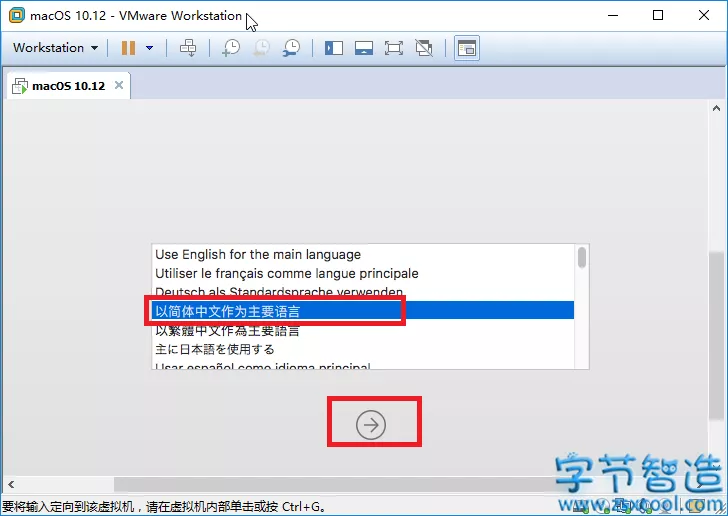 macOS 10.12 - VMware Workstation
Workstation
macOS 10.12
Use English for the main language
Utiliser le français comme langue principale
Deutsch als Standardsprache verwenden
以简体中文作为主要语言
以繁體中文作為主要語言
主に日本語を使用する
Usar español como idioma principal
字节智造
要将输入定向到该虚拟机，请在虚拟机内部单击或按 Ctrl+G。